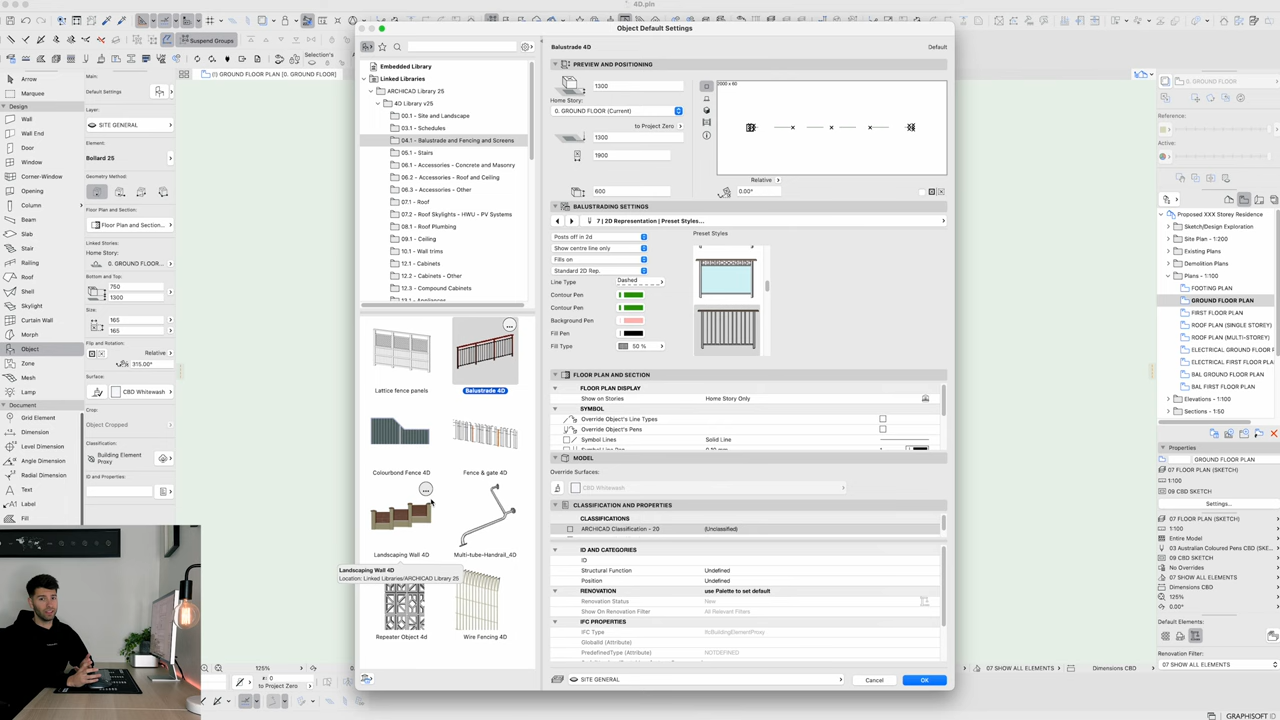 4D.pln
Suspend Groups
Selection's
(!) GROUND FLOOR PLAN [0. GROUND FLOOR]
Arrow
Marquee
Design
Wall
Wall End
Door
Window
Corner-Window
Opening
Column
Beam
Slab
Stair
Railing
Roof
Shell
Skylight
Curtain Wall
Morph
Object
Zone
Mesh
Lamp
Document
Grid Element
Dimension
Level Dimension
Angle Dimension
Radial Dimension
Text
Label
Fill
Main:
Default Settings
Layer:
SITE GENERAL
Element:
Bollard 25
Geometry Method:
Floor Plan and Section:
Floor Plan and Section...
Linked Stories:
Home Story:
0. GROUND FLOOR...
Bottom and Top:
750
1300
Size:
165
165
Flip and Rotation:
Relative
315.00°
Surface:
CBD Whitewash
Crop:
Object Cropped
Classification:
Building Element
Proxy
ID and Properties:
Object Default Settings
Embedded Library
Linked Libraries
ARCHICAD Library 25
4D Library v25
00.1 - Site and Landscape
03.1 - Schedules
04.1 - Balustrade and Fencing and Screens
05.1 - Stairs
06.1 - Accessories - Concrete and Masonry
06.2 - Accessories - Roof and Ceiling
06.3 - Accessories - Other
07.1 - Roof
07.2 - Roof Skylights - HWU - PV Systems
08.1 - Roof Plumbing
09.1 - Ceiling
10.1 - Wall trims
12.1 - Cabinets
12.2 - Cabinets - Other
12.3 - Compound Cabinets
13.1 - Appliances
Lattice fence panels
Balustrade 4D
Colourbond Fence 4D
Fence & gate 4D
Landscaping Wall 4D
Multi-tube-Handrail_4D
Landscaping Wall 4D
Location: Linked Libraries/ARCHICAD Library 25
Repeater Object 4d
Wire Fencing 4D
Balustrade 4D
Default
PREVIEW AND POSITIONING
1300
Home Story:
0. GROUND FLOOR (Current)
to Project Zero
1300
1900
600
2000 x 60
Relative
0.00°
BALUSTRADING SETTINGS
7 | 2D Representation | Preset Styles...
Posts off in 2d
Show centre line only
Fills on
Standard 2D Rep.
Line Type
Dashed
Contour Pen
Contour Pen
Background Pen
Fill Pen
Fill Type
50 %
Preset Styles
FLOOR PLAN AND SECTION
FLOOR PLAN DISPLAY
Show on Stories
Home Story Only
SYMBOL
Override Object's Line Types
Override Object's Pens
Symbol Lines
Solid Line
MODEL
Override Surfaces:
CBD Whitewash
CLASSIFICATION AND PROPERTIES
CLASSIFICATIONS
ARCHICAD Classification - 20
(Unclassified)
ID AND CATEGORIES
ID
Structural Function
Undefined
Position
Undefined
RENOVATION
use Palette to set default
Renovation Status
New
Show On Renovation Filter
All Relevant Filters
IFC PROPERTIES
IFC Type
IfcBuildingElementProxy
GlobalId (Attribute)
PredefinedType (Attribute)
NOTDEFINED
SITE GENERAL
Cancel
OK
0. GROUND FLOOR
Active:
Proposed XXX Storey Residence
Sketch/Design Exploration
Site Plan - 1:200
Existing Plans
Demolition Plans
Plans - 1:100
FOOTING PLAN
GROUND FLOOR PLAN
FIRST FLOOR PLAN
ROOF PLAN (SINGLE STOREY)
ROOF PLAN (MULTI-STOREY)
ELECTRICAL GROUND FLOOR P
ELECTRICAL FIRST FLOOR PL
BAL GROUND FLOOR PLAN
BAL FIRST FLOOR PLAN
Elevations - 1:100
Sections - 1:50
Properties
GROUND FLOOR PLAN
07 FLOOR PLAN (SKETCH)
1:100
09 CBD SKETCH
Settings...
07 FLOOR PLAN (SKETCH)
1:100
Entire Model
03 Australian Coloured Pens CBD (SKE...
No Overrides
07 SHOW ALL ELEMENTS
Dimensions CBD
125%
0.00°
Default Elements:
Renovation Filter:
07 SHOW ALL ELEMENTS
125%
x: 0
to Project Zero
07 SHOW ALL ELEMENTS
Dimensions CBD
GRAPHISOFT ID